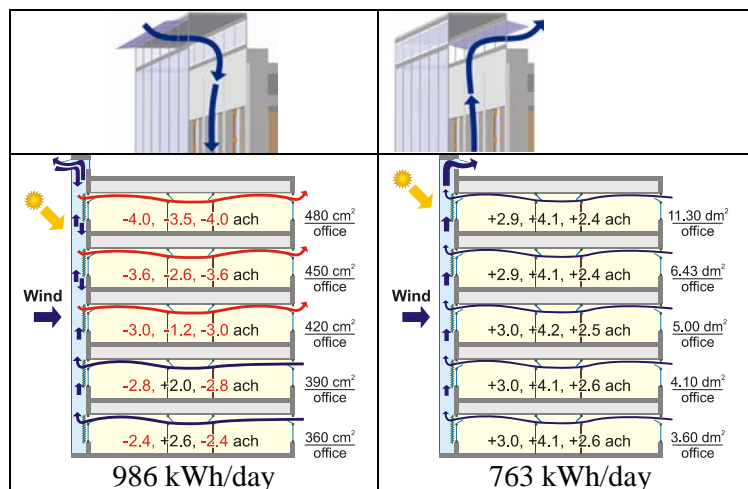 -4.0, -3.5, -4.0 ach
480 cm²
office
-3.6, -2.6, -3.6 ach
450 cm²
office
Wind
-3.0, -1.2, -3.0 ach
420 cm²
office
-2.8, +2.0, -2.8 ach
390 cm²
office
-2.4, +2.6, -2.4 ach
360 cm²
office
986 kWh/day
+2.9, +4.1, +2.4 ach
11.30 dm²
office
+2.9, +4.1, +2.4 ach
6.43 dm²
office
Wind
+3.0, +4.2, +2.5 ach
5.00 dm²
office
+3.0, +4.1, +2.6 ach
4.10 dm²
office
+3.0, +4.1, +2.6 ach
3.60 dm²
office
763 kWh/day